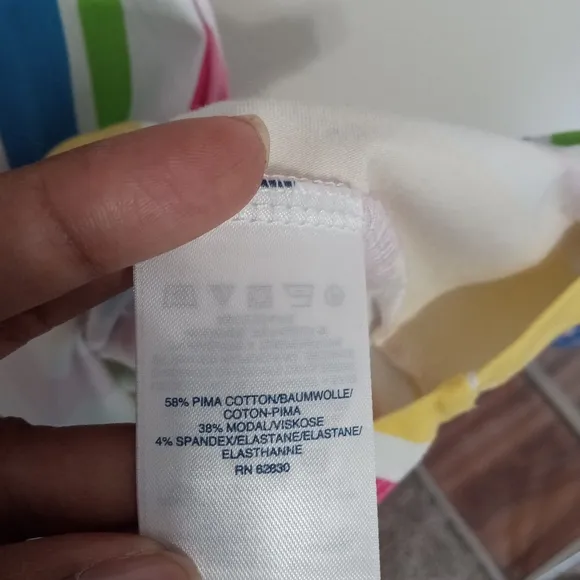 58% PIMA COTTON/BAUMWOLLE/
COTON-PIMA
38% MODAL/VISKOSE
4% SPANDEX/ELASTANE/ELASTANE/
ELASTHANNE
RN 62830